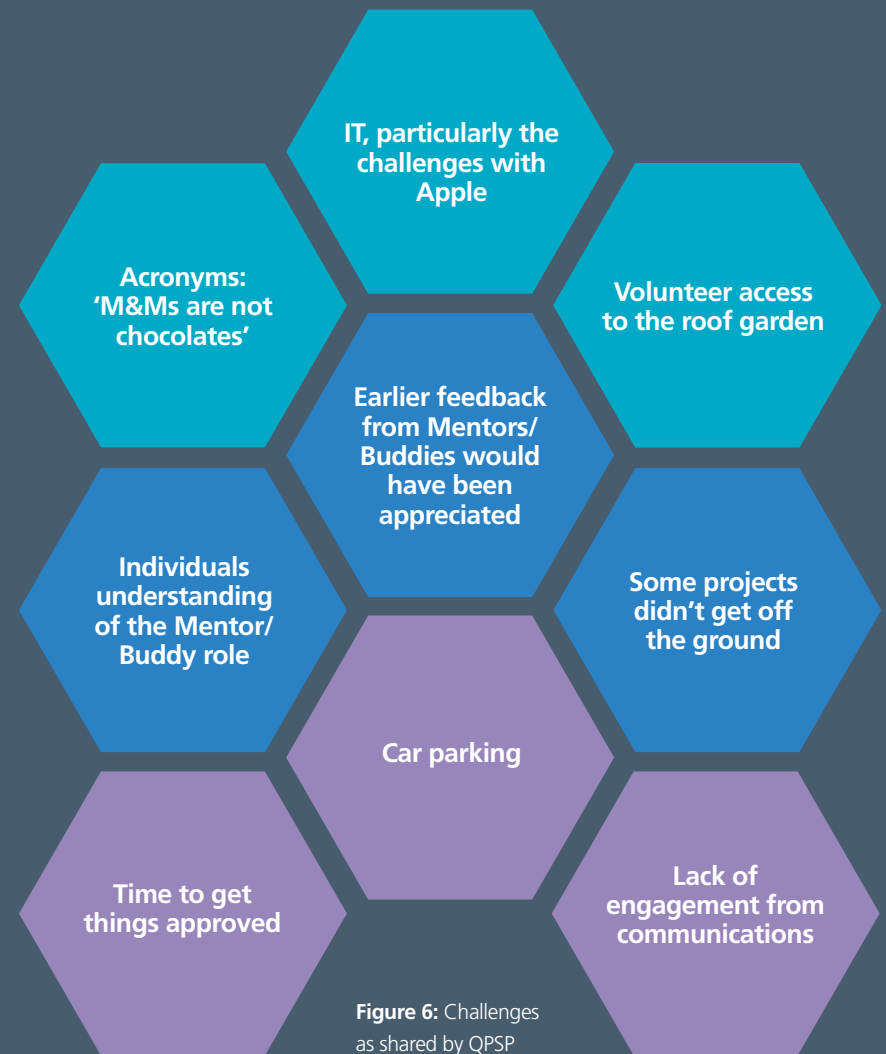 IT, particularly the
challenges with
Apple
Acronyms:
‘M&Ms are not
chocolates’
Volunteer access
to the roof garden
Earlier feedback
from Mentors/
Buddies would
have been
appreciated
Individuals
understanding
of the Mentor/
Buddy role
Some projects
didn’t get off
the ground
Car parking
Time to get
things approved
Lack of
engagement from
communications
Figure 6: Challenges
as shared by QPSP